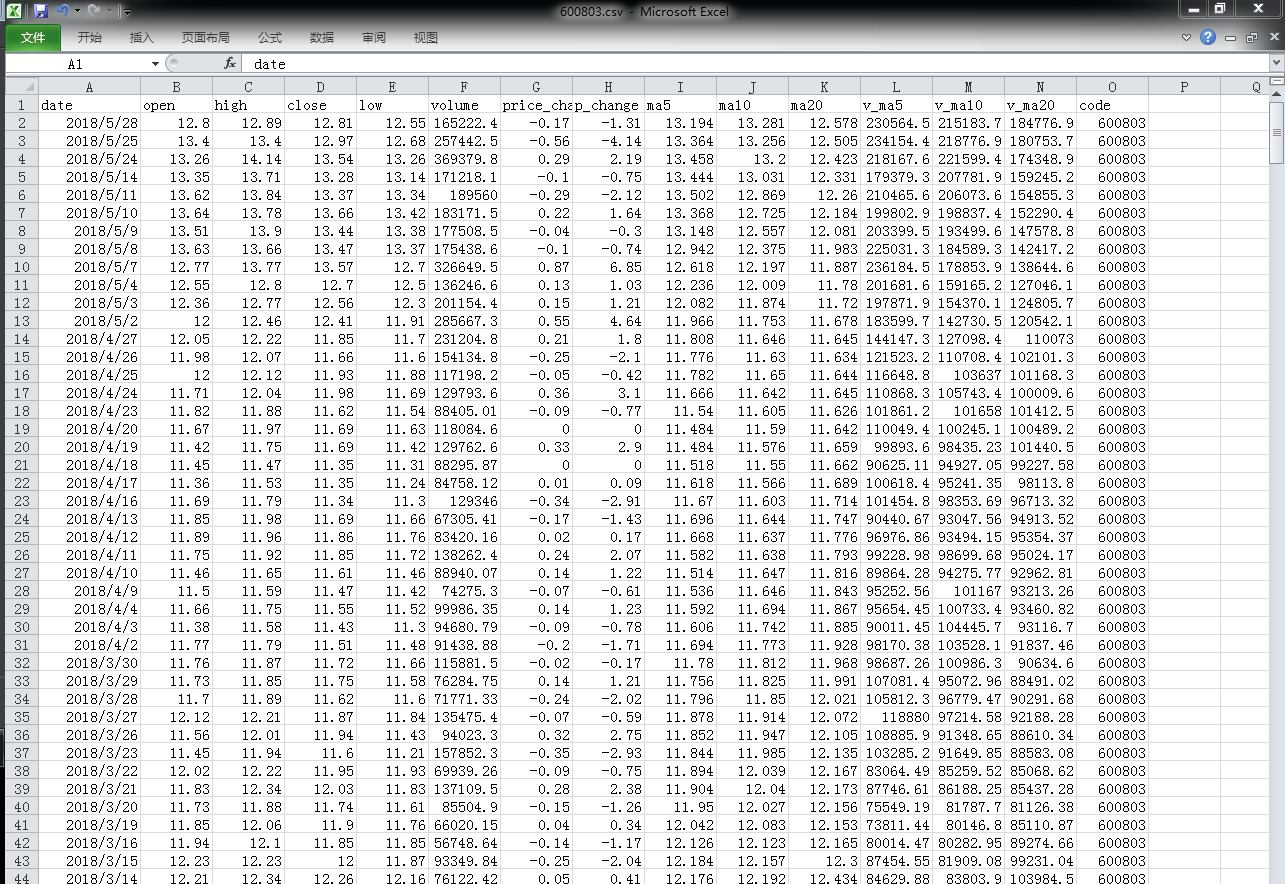 600803.csv - Microsoft Excel
文件 开始 插入 页面布局 公式 数据 审阅 视图
A1 fx date
A B C D E F G H I J K L M N O P Q
1 date open high close low volume price_cha p_change ma5 ma10 ma20 v_ma5 v_ma10 v_ma20 code
2 2018/5/28 12.8 12.89 12.81 12.55 165222.4 -0.17 -1.31 13.194 13.281 12.578 230564.5 215183.7 184776.9 600803
3 2018/5/25 13.4 13.4 12.97 12.68 257442.5 -0.56 -4.14 13.364 13.256 12.505 234154.4 218776.9 180753.7 600803
4 2018/5/24 13.26 14.14 13.54 13.26 369379.8 0.29 2.19 13.458 13.2 12.423 218167.6 221599.4 174348.9 600803
5 2018/5/14 13.35 13.71 13.28 13.14 171218.1 -0.1 -0.75 13.444 13.031 12.331 179379.3 207781.9 159245.2 600803
6 2018/5/11 13.62 13.84 13.37 13.34 189560 -0.29 -2.12 13.502 12.869 12.26 210465.6 206073.6 154855.3 600803
7 2018/5/10 13.64 13.78 13.66 13.42 183171.5 0.22 1.64 13.368 12.725 12.184 199802.9 198837.4 152290.4 600803
8 2018/5/9 13.51 13.9 13.44 13.38 177508.5 -0.04 -0.3 13.148 12.557 12.081 203399.5 193499.6 147578.8 600803
9 2018/5/8 13.63 13.66 13.47 13.37 175438.6 -0.1 -0.74 12.942 12.375 11.983 225031.3 184589.3 142417.2 600803
10 2018/5/7 12.77 13.77 13.57 12.7 326649.5 0.87 6.85 12.618 12.197 11.887 236184.5 178853.9 138644.6 600803
11 2018/5/4 12.55 12.8 12.7 12.5 136246.6 0.13 1.03 12.236 12.009 11.78 201681.6 159165.2 127046.1 600803
12 2018/5/3 12.36 12.77 12.56 12.3 201154.4 0.15 1.21 12.082 11.874 11.72 197871.9 154370.1 124805.7 600803
13 2018/5/2 12 12.46 12.41 11.91 285667.3 0.55 4.64 11.966 11.753 11.678 183599.7 142730.5 120542.1 600803
14 2018/4/27 12.05 12.22 11.85 11.7 231204.8 0.21 1.8 11.808 11.646 11.645 144147.3 127098.4 110073 600803
15 2018/4/26 11.98 12.07 11.66 11.6 154134.8 -0.25 -2.1 11.776 11.63 11.634 121523.2 110708.4 102101.3 600803
16 2018/4/25 12 12.12 11.93 11.88 117198.2 -0.05 -0.42 11.782 11.65 11.644 116648.8 103637 101168.3 600803
17 2018/4/24 11.71 12.04 11.98 11.69 129793.6 0.36 3.1 11.666 11.642 11.645 110868.3 105743.4 100009.6 600803
18 2018/4/23 11.82 11.88 11.62 11.54 88405.01 -0.09 -0.77 11.54 11.605 11.626 101861.2 101658 101412.5 600803
19 2018/4/20 11.67 11.97 11.69 11.63 118084.6 0 0 11.484 11.59 11.642 110049.4 100245.1 100489.2 600803
20 2018/4/19 11.42 11.75 11.69 11.42 129762.6 0.33 2.9 11.484 11.576 11.659 99893.6 98435.23 101440.5 600803
21 2018/4/18 11.45 11.47 11.35 11.31 88295.87 0 0 11.518 11.55 11.662 90625.11 94927.05 99227.58 600803
22 2018/4/17 11.36 11.53 11.35 11.24 84758.12 0.01 0.09 11.618 11.566 11.689 100618.4 95241.35 98113.8 600803
23 2018/4/16 11.69 11.79 11.34 11.3 129346 -0.34 -2.91 11.67 11.603 11.714 101454.8 98353.69 96713.32 600803
24 2018/4/13 11.85 11.98 11.69 11.66 67305.41 -0.17 -1.43 11.696 11.644 11.747 90440.67 93047.56 94913.52 600803
25 2018/4/12 11.89 11.96 11.86 11.76 83420.16 0.02 0.17 11.668 11.637 11.776 96976.86 93494.15 95354.37 600803
26 2018/4/11 11.75 11.92 11.85 11.72 138262.4 0.24 2.07 11.582 11.638 11.793 99228.98 98699.68 95024.17 600803
27 2018/4/10 11.46 11.65 11.61 11.46 88940.07 0.14 1.22 11.514 11.647 11.816 89864.28 94275.77 92962.81 600803
28 2018/4/9 11.5 11.59 11.47 11.42 74275.3 -0.07 -0.61 11.536 11.646 11.843 95252.56 101167 93213.26 600803
29 2018/4/4 11.66 11.75 11.55 11.52 99986.35 0.14 1.23 11.592 11.694 11.867 95654.45 100733.4 93460.82 600803
30 2018/4/3 11.38 11.58 11.43 11.3 94680.79 -0.09 -0.78 11.606 11.742 11.885 90011.45 104445.7 93116.7 600803
31 2018/4/2 11.77 11.79 11.51 11.48 91438.88 -0.2 -1.71 11.694 11.773 11.928 98170.38 103528.1 91837.46 600803
32 2018/3/30 11.76 11.87 11.72 11.66 115881.5 -0.02 -0.17 11.78 11.812 11.968 98687.26 100986.3 90634.6 600803
33 2018/3/29 11.73 11.85 11.75 11.58 76284.75 0.14 1.21 11.756 11.825 11.991 107081.4 95072.96 88491.02 600803
34 2018/3/28 11.7 11.89 11.62 11.6 71771.33 -0.24 -2.02 11.796 11.85 12.021 105812.3 96779.47 90291.68 600803
35 2018/3/27 12.12 12.21 11.87 11.84 135475.4 -0.07 -0.59 11.878 11.914 12.072 118880 97214.58 92188.28 600803
36 2018/3/26 11.56 12.01 11.94 11.43 94023.3 0.32 2.75 11.852 11.947 12.105 108885.9 91348.65 88610.34 600803
37 2018/3/23 11.45 11.94 11.6 11.21 157852.3 -0.35 -2.93 11.844 11.985 12.135 103285.2 91649.85 88583.08 600803
38 2018/3/22 12.02 12.22 11.95 11.93 69939.26 -0.09 -0.75 11.894 12.039 12.167 83064.49 85259.52 85068.62 600803
39 2018/3/21 11.83 12.34 12.03 11.83 137109.5 0.28 2.38 11.904 12.04 12.173 87746.61 86188.25 85437.28 600803
40 2018/3/20 11.73 11.88 11.74 11.61 85504.9 -0.15 -1.26 11.95 12.027 12.156 75549.19 81787.7 81126.38 600803
41 2018/3/19 11.85 12.06 11.9 11.76 66020.15 0.04 0.34 12.042 12.083 12.153 73811.44 80146.8 85110.87 600803
42 2018/3/16 11.94 12.1 11.85 11.85 56748.64 -0.14 -1.17 12.126 12.123 12.165 80014.47 80282.95 89274.66 600803
43 2018/3/15 12.23 12.23 12 11.87 93349.84 -0.25 -2.04 12.184 12.157 12.3 87454.55 81909.08 99231.04 600803
44 2018/3/14 12.21 12.34 12.26 12.16 76122.42 0.05 0.41 12.176 12.192 12.434 84629.88 83803.9 103984.5 600803